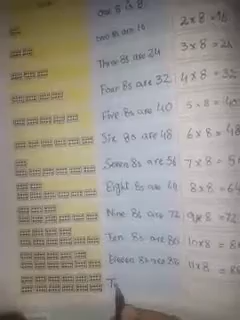 One 8 is 8
two 8s are 16 2×8 = 16
Three 8s are 24 3×8 = 24
Four 8s are 32 4×8 = 32
Five 8s are 40 5×8 = 40
Six 8s are 48 6×8 = 48
Seven 8s are 56 7×8 = 5
Eight 8s are 7×8 = 64
Nine 8s are 72 9×8 = 72
Ten 8s are 80 10×8 = 8
Eleven 8s are 88 11×8 = 88
T